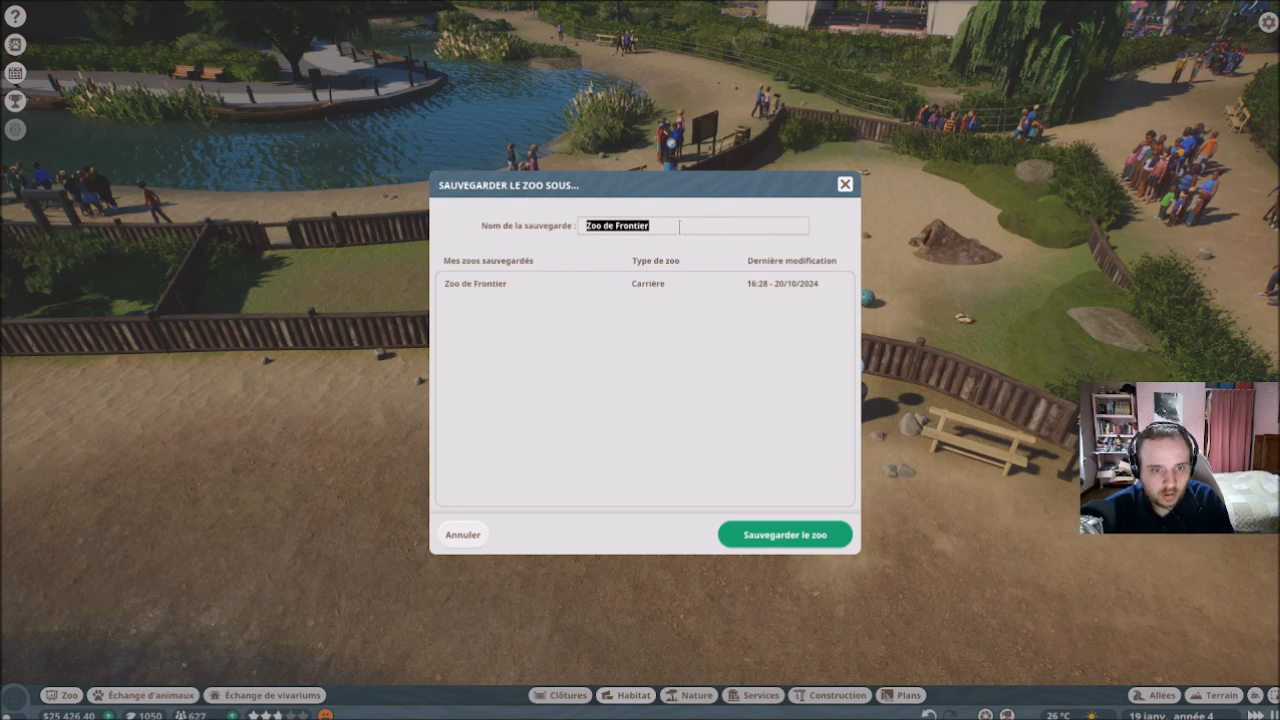 SAUVEGARDER LE ZOO SOUS...
Nom de la sauvegarde :
Zoo de Frontier
Mes zoos sauvegardés
Type de zoo
Dernière modification
Zoo de Frontier
Carrière
16:28 - 20/10/2024
Annuler
Sauvegarder le zoo
Zoo
Échange d'animaux
Échange de vivariums
Clôtures
Habitat
Nature
Services
Construction
Plans
Allées
Terrain
$25 426,40
1050
627
26 °C
19 janv., année 4